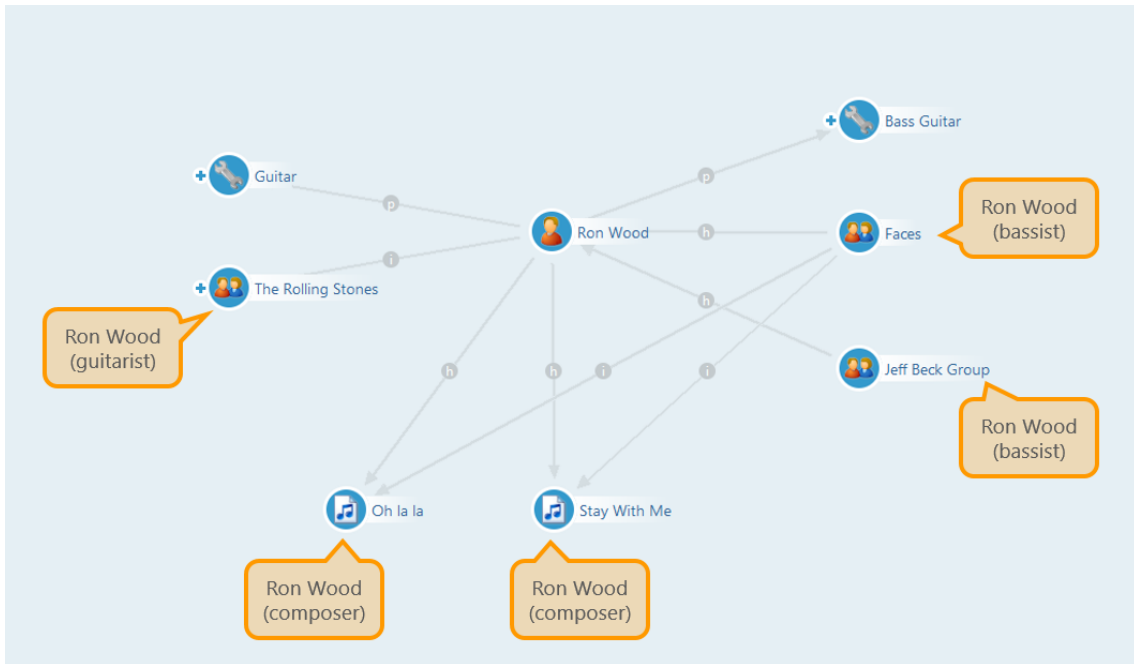 Bass Guitar
Guitar
p
p
Ron Wood
(bassist)
Ron Wood
h
Faces
i
The Rolling Stones
h
Ron Wood
(guitarist)
h
h
i
i
Jeff Beck Group
Ron Wood
(bassist)
Oh la la
Stay With Me
Ron Wood
(composer)
Ron Wood
(composer)